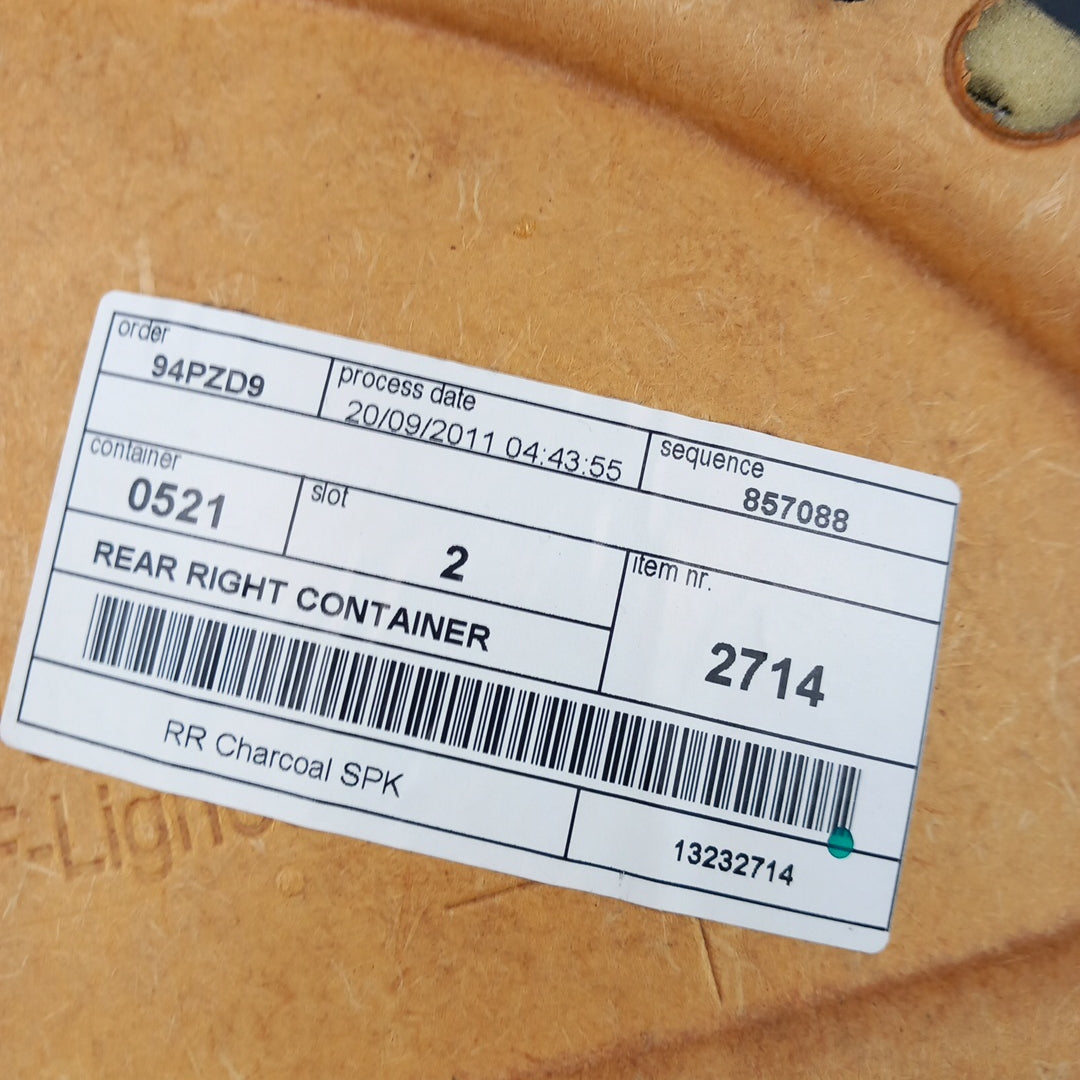 order
94PZD9
process date
20/09/2011 04:43:55
sequence
857088
container
0521
slot
2
item nr.
2714
REAR RIGHT CONTAINER
RR Charcoal SPK
13232714